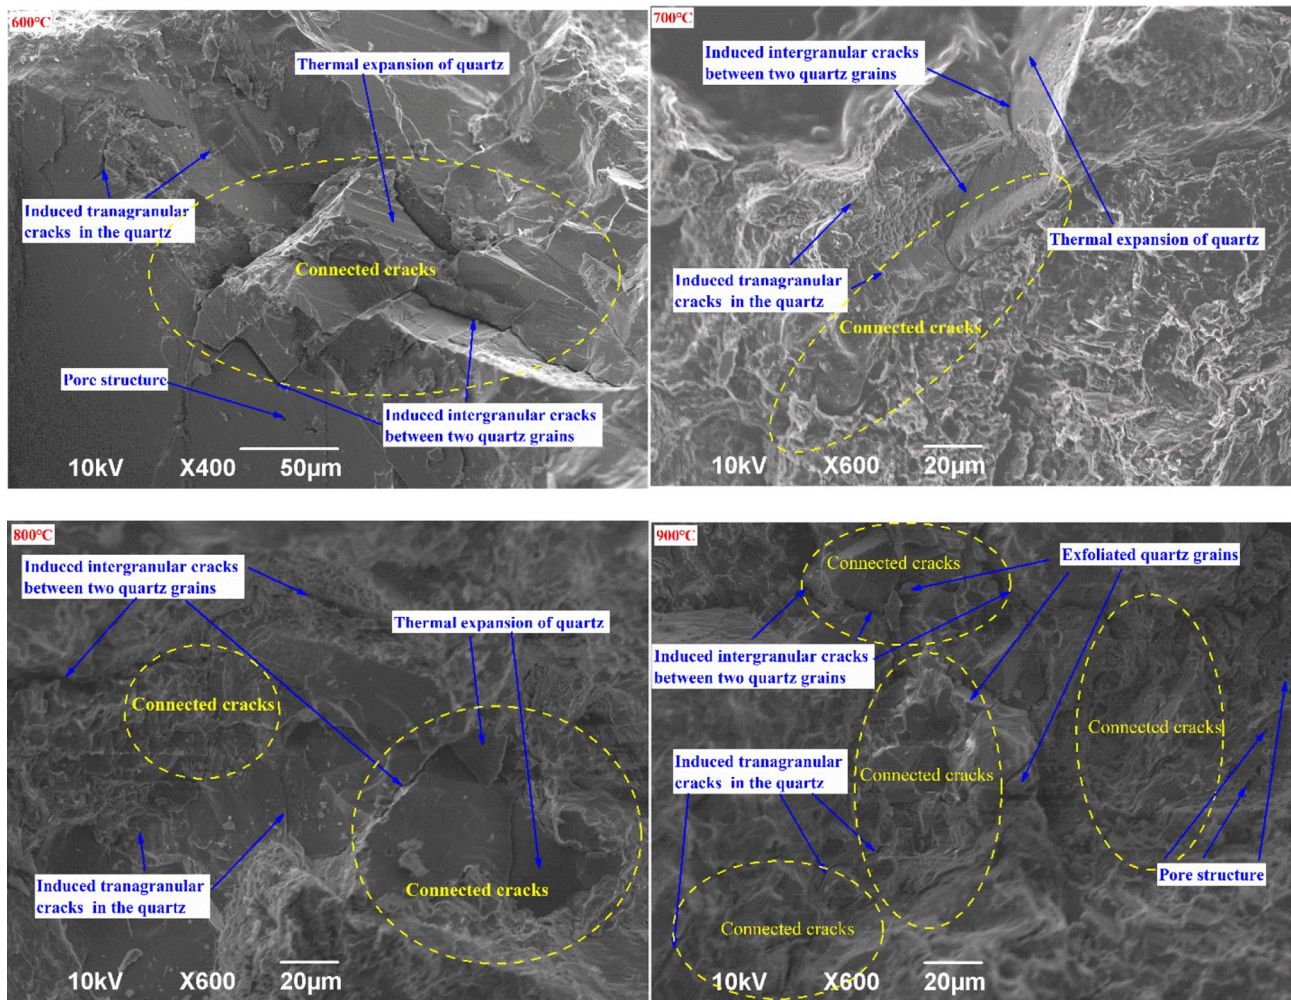 600°C
Thermal expansion of quartz
Induced tranagranular
cracks in the quartz
Connected cracks
Pore structure
Induced intergranular cracks
between two quartz grains
10kV X400 50μm
700°C
Induced intergranular cracks
between two quartz grains
Thermal expansion of quartz
Induced tranagranular
cracks in the quartz
Connected cracks
10kV X600 20μm
800°C
Induced intergranular cracks
between two quartz grains
Thermal expansion of quartz
Connected cracks
Induced tranagranular
cracks in the quartz
Connected cracks
10kV X600 20μm
900°C
Connected cracks
Exfoliated quartz grains
Induced intergranular cracks
between two quartz grains
Connected cracks
Induced tranagranular
cracks in the quartz
Connected cracks
Pore structure
Connected cracks
10kV X600 20μm